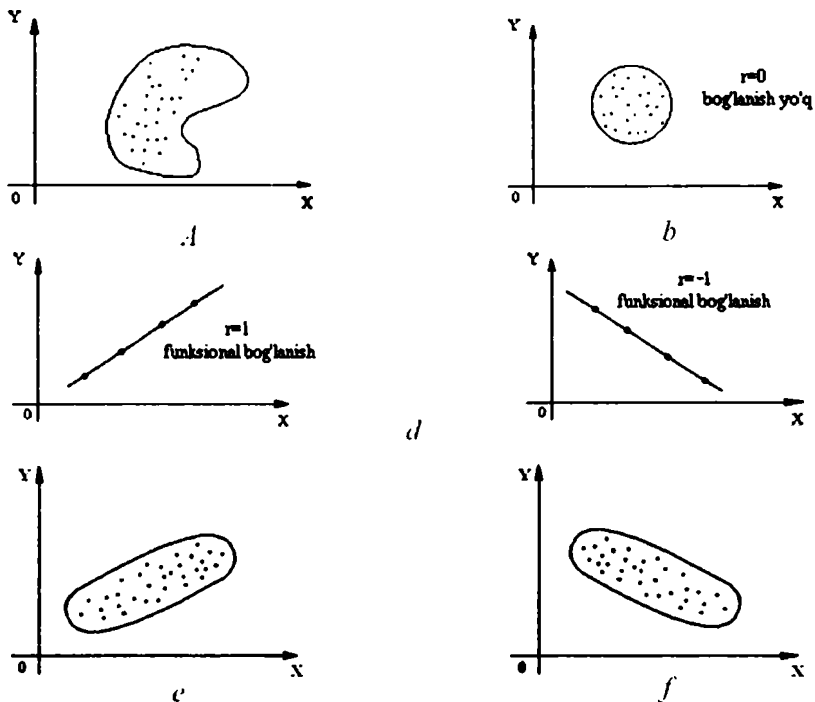 Y
0
X
A
Y
r=0
bog'lanish yo'q
0
X
b
Y
r=1
funksional bog'lanish
0
X
Y
r=-1
funksional bog'lanish
0
X
d
Y
0
X
e
Y
0
X
f